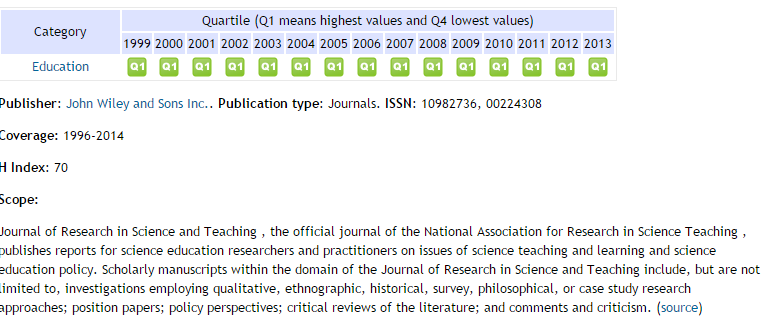 Category
Quartile (Q1 means highest values and Q4 lowest values)
1999 2000 2001 2002 2003 2004 2005 2006 2007 2008 2009 2010 2011 2012 2013
Education Q1 Q1 Q1 Q1 Q1 Q1 Q1 Q1 Q1 Q1 Q1 Q1 Q1 Q1 Q1
Publisher: John Wiley and Sons Inc.. Publication type: Journals. ISSN: 10982736, 00224308
Coverage: 1996-2014
H Index: 70
Scope:
Journal of Research in Science and Teaching , the official journal of the National Association for Research in Science Teaching ,
publishes reports for science education researchers and practitioners on issues of science teaching and learning and science
education policy. Scholarly manuscripts within the domain of the Journal of Research in Science and Teaching include, but are not
limited to, investigations employing qualitative, ethnographic, historical, survey, philosophical, or case study research
approaches; position papers; policy perspectives; critical reviews of the literature; and comments and criticism. (source)